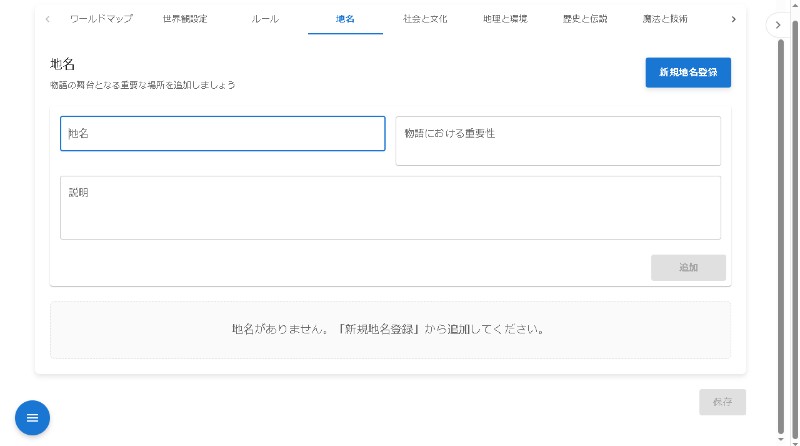 ワールドマップ 世界観設定 ルール 地名 社会と文化 地理と環境 歴史と伝説 魔法と技術
地名
新規地名登録
物語の舞台となる重要な場所を追加しましょう
地名
物語における重要性
説明
追加
地名がありません。「新規地名登録」から追加してください。
保存